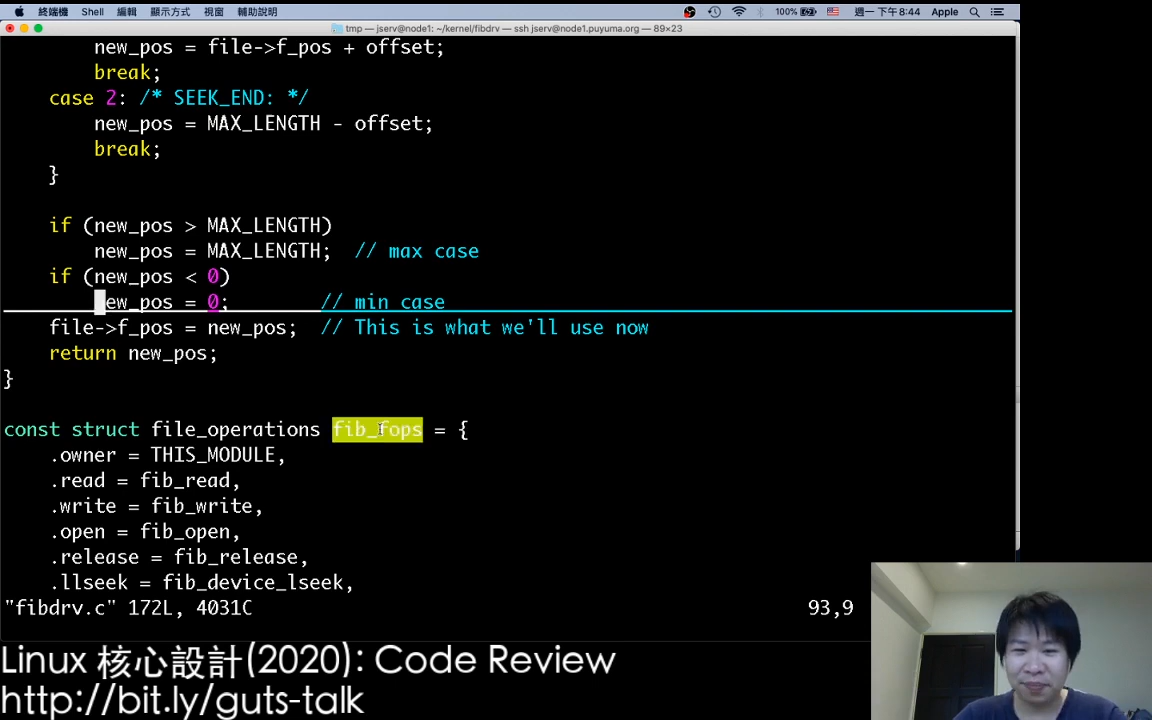 終端機 Shell 編輯 顯示方式 視窗 輔助說明 100% 週一 下午8:44 Apple
tmp — jserv@node1: ~/kernel/fibdrv — ssh jserv@node1.puyuma.org — 89×23
new_pos = file->f_pos + offset;
break;
case 2: /* SEEK_END: */
new_pos = MAX_LENGTH - offset;
break;
}
if (new_pos > MAX_LENGTH)
new_pos = MAX_LENGTH;  // max case
if (new_pos < 0)
new_pos = 0;        // min case
file->f_pos = new_pos;  // This is what we'll use now
return new_pos;
}
const struct file_operations fib_fops = {
.owner = THIS_MODULE,
.read = fib_read,
.write = fib_write,
.open = fib_open,
.release = fib_release,
.llseek = fib_device_lseek,
"fibdrv.c" 172L, 4031C 93,9
Linux 核心設計(2020): Code Review
http://bit.ly/guts-talk